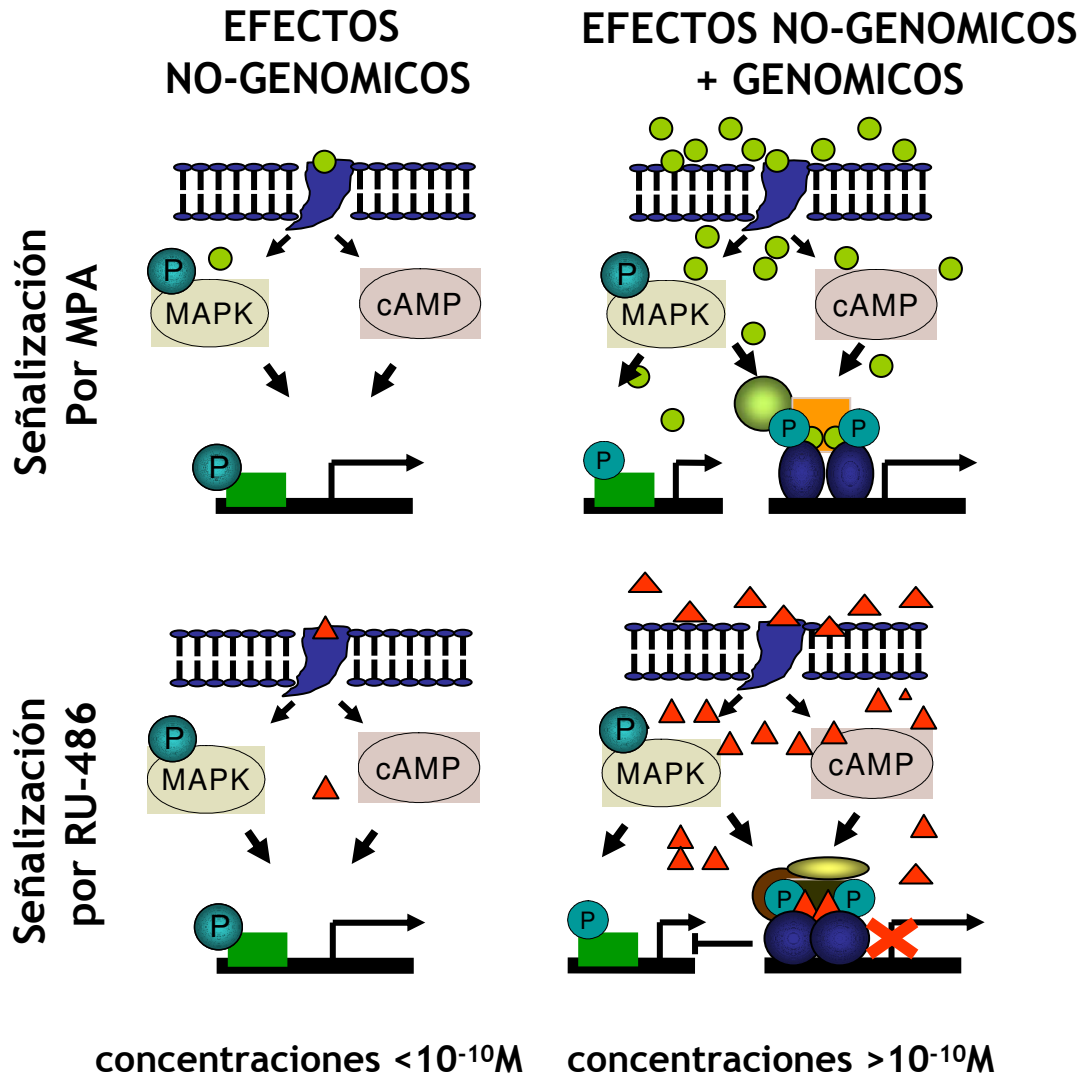 EFECTOS
NO-GENOMICOS
EFECTOS NO-GENOMICOS
+ GENOMICOS
Señalización
Por MPA
P
MAPK
cAMP
P
P
MAPK
cAMP
P
P
P
Señalización
por RU-486
P
MAPK
cAMP
P
P
MAPK
cAMP
P
P
P
concentraciones <10⁻¹⁰M
concentraciones >10⁻¹⁰M